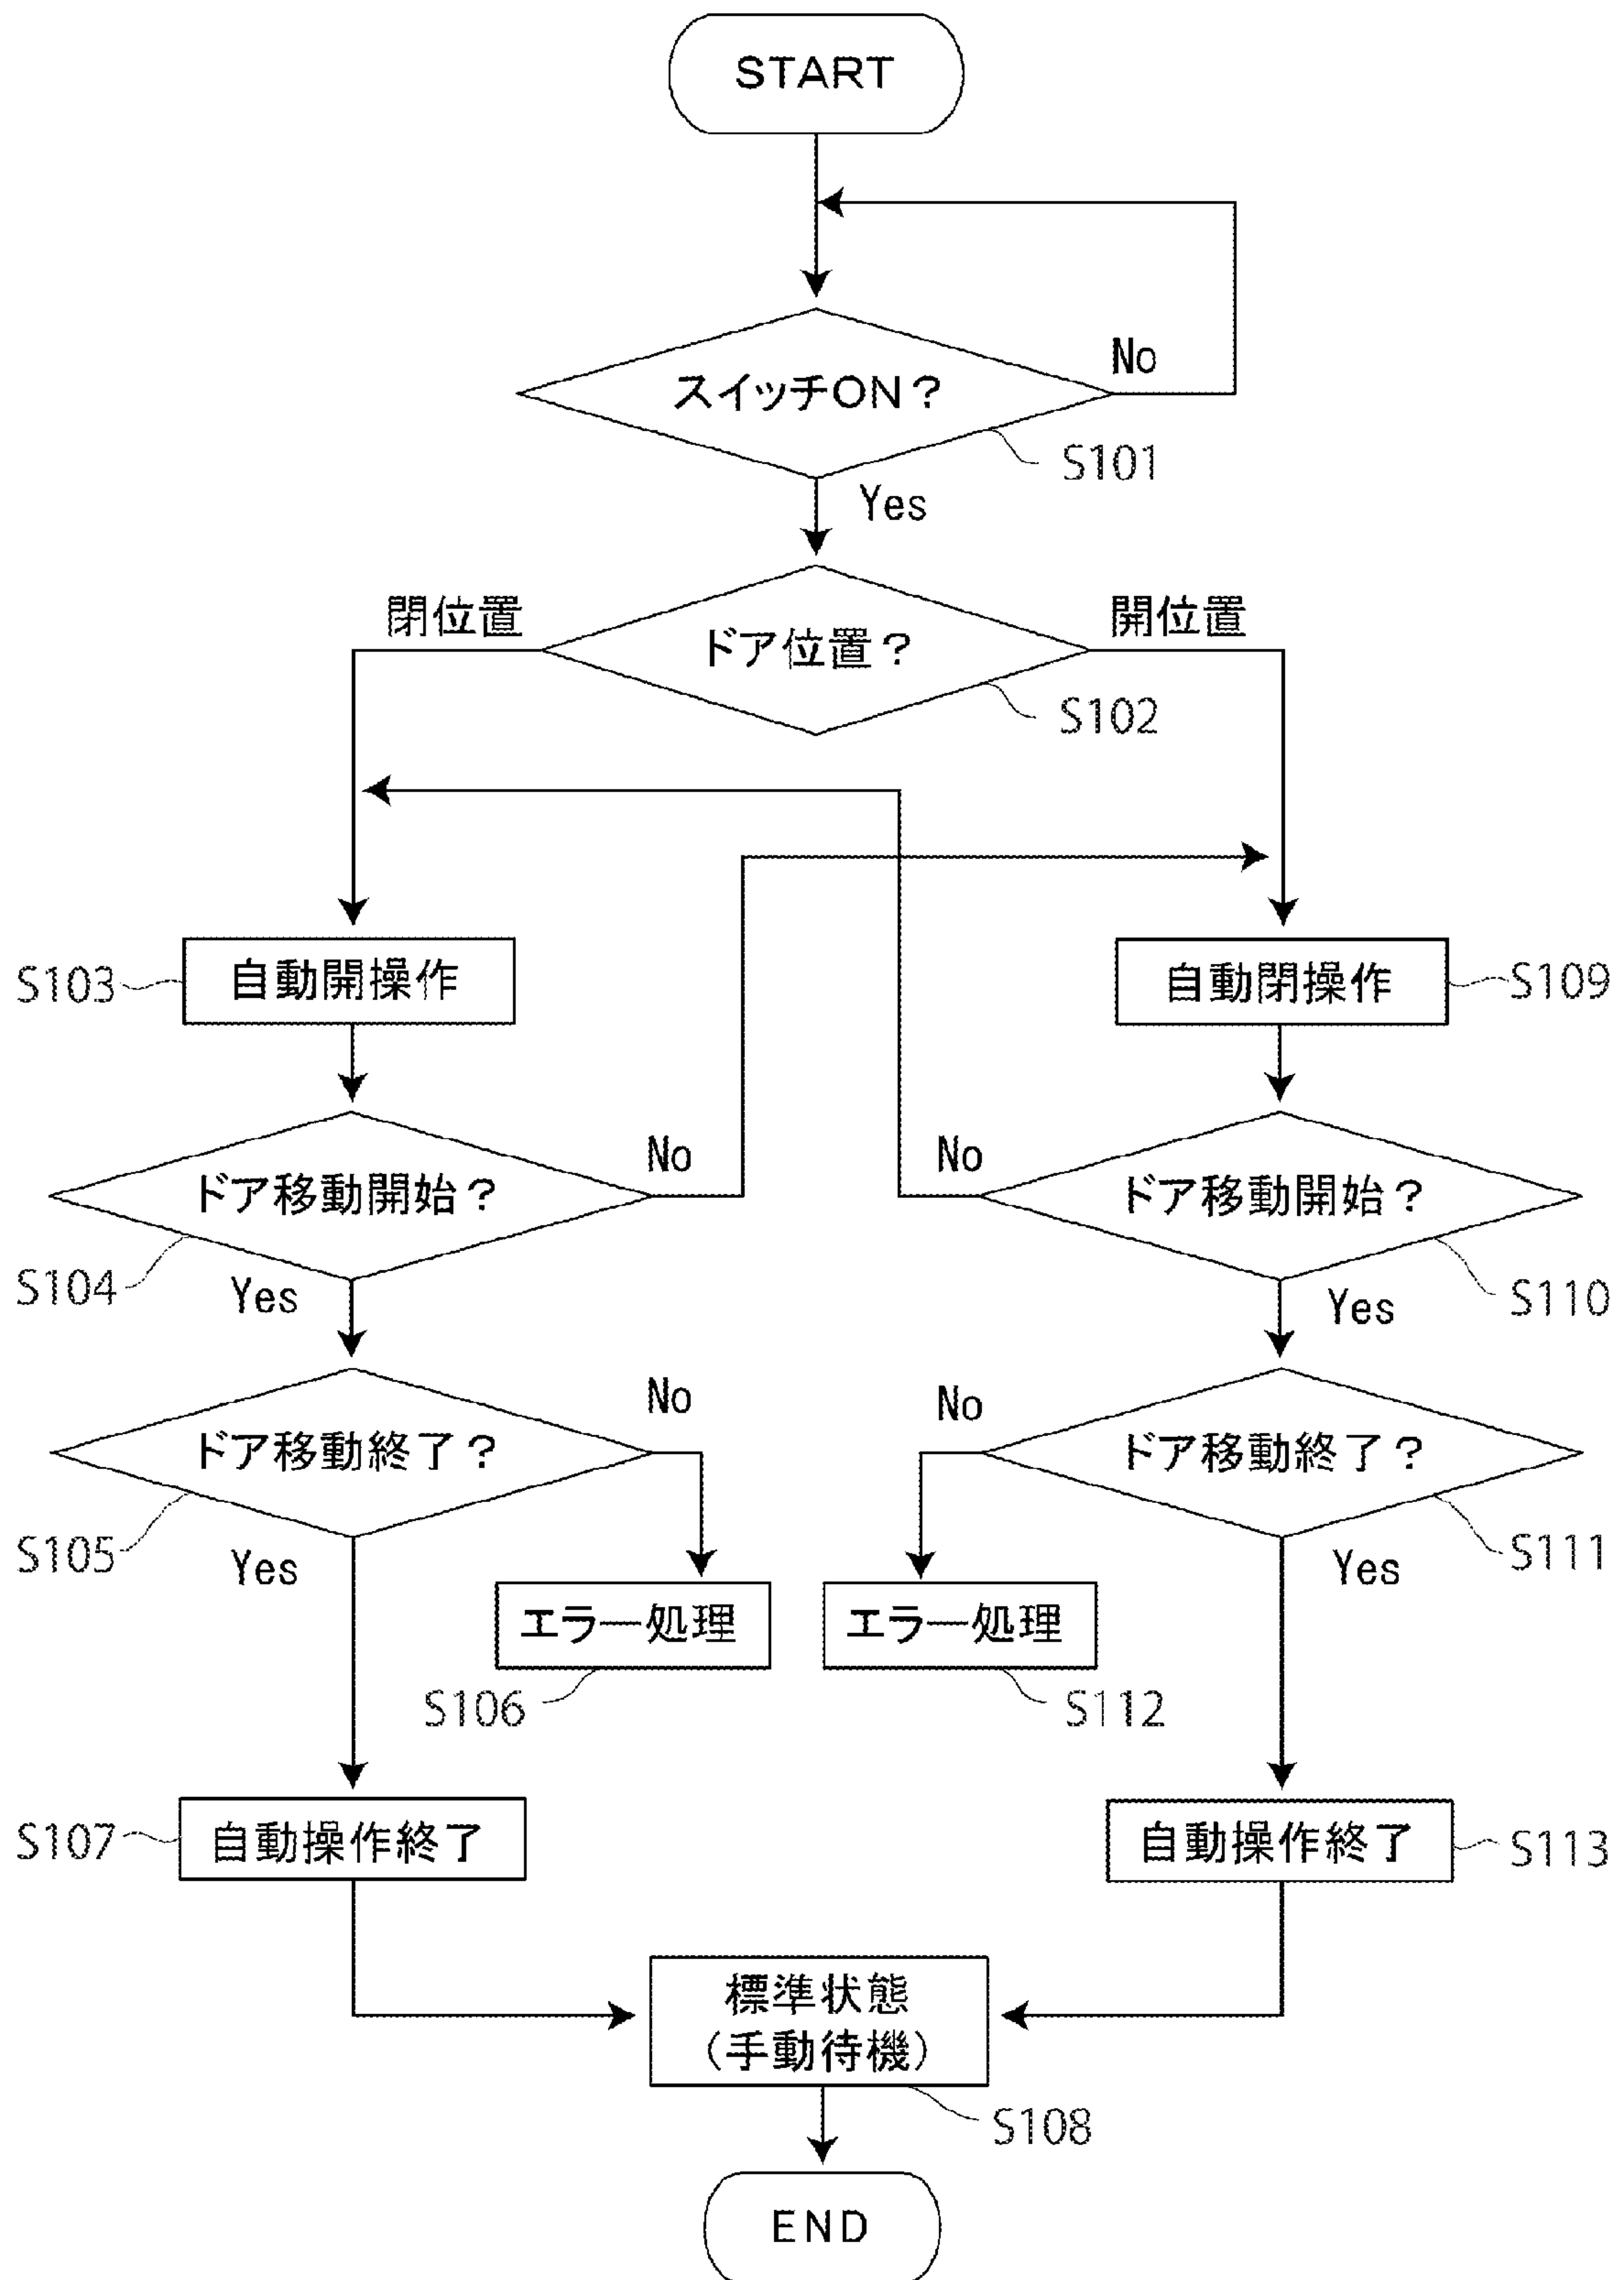 START
No
スイッチON？
S101
Yes
閉位置
開位置
ドア位置？
S102
S103
自動開操作
自動閉操作
S109
No
No
ドア移動開始？
ドア移動開始？
S104
Yes
Yes
S110
No
No
ドア移動終了？
ドア移動終了？
S105
Yes
Yes
S111
エラー処理
エラー処理
S106
S112
S107
自動操作終了
自動操作終了
S113
標準状態
（手動待機）
S108
END